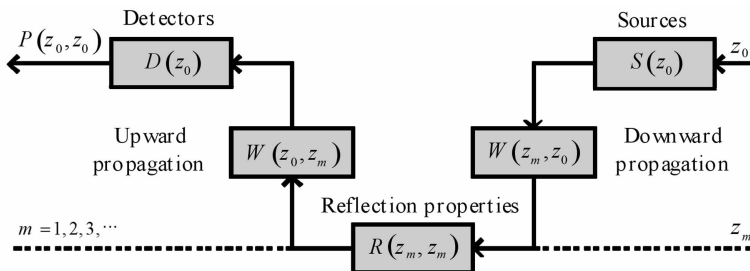 Detectors
Sources
P(z₀,z₀)
D(z₀)
S(z₀)
z₀
Upward
propagation
W(z₀,zₘ)
W(zₘ,z₀)
Downward
propagation
Reflection properties
m=1,2,3,⋯
R(zₘ,zₘ)
zₘ